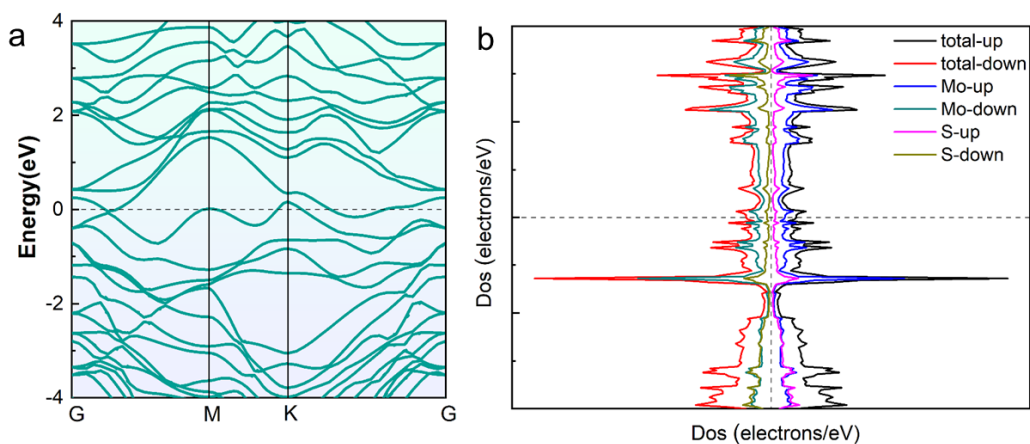 a
Energy(eV)
4
2
0
-2
-4
G
M
K
G
b
Dos (electrons/eV)
total-up
total-down
Mo-up
Mo-down
S-up
S-down
Dos (electrons/eV)